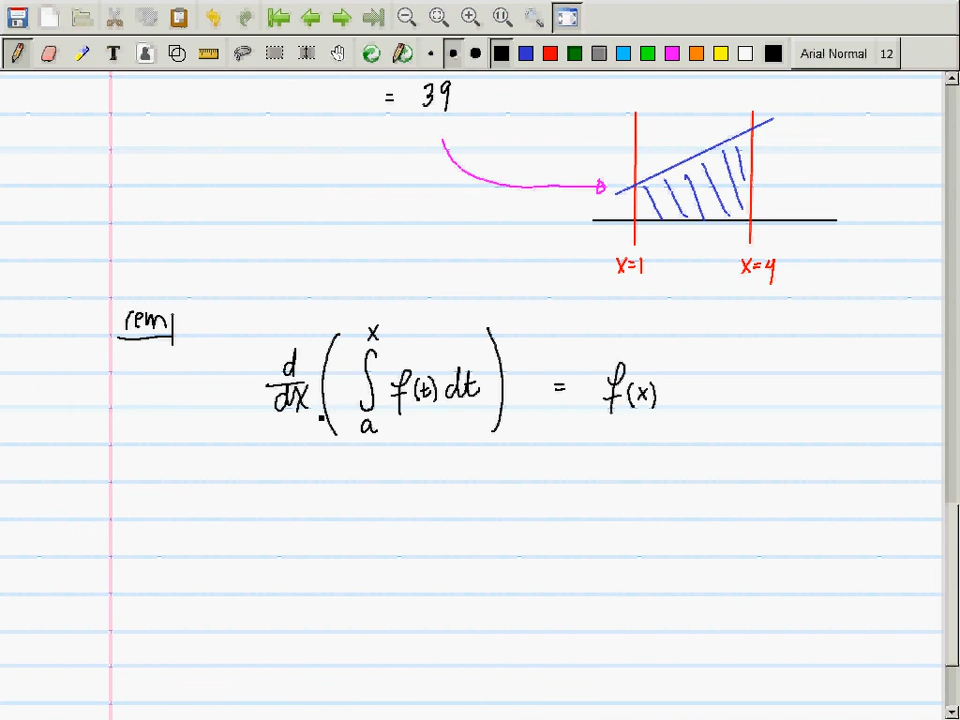 T Arial Normal 12
= 39
x=1 x=4
rem
d/dx ( ∫_a^x f(t) dt ) = f(x)